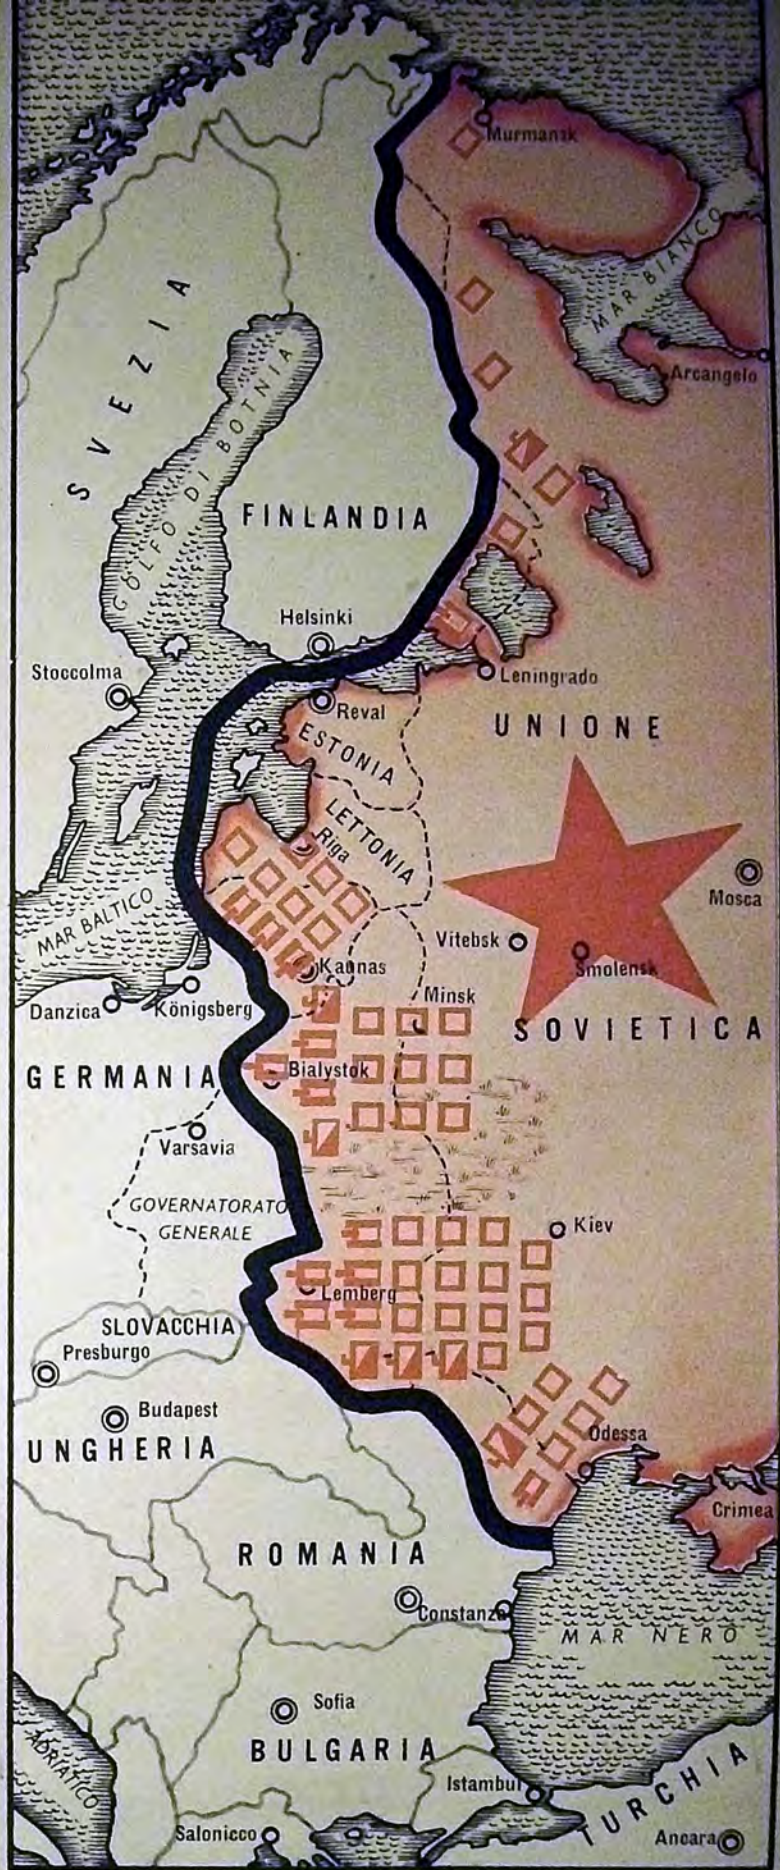 Murmansk
MAR BIANCO
Arcangelo
SVEZIA
GOLFO DI BOTNIA
FINLANDIA
Helsinki
Stoccolma
Leningrado
Reval
UNIONE
ESTONIA
LETTONIA
Riga
Mosca
MAR BALTICO
Vitebsk
Smolensk
Kaunas
Danzica
Königsberg
Minsk
SOVIETICA
GERMANIA
Bialystok
Varsavia
GOVERNATORATO
GENERALE
Kiev
Lemberg
SLOVACCHIA
Presburgo
Budapest
UNGHERIA
Odessa
Crimea
ROMANIA
Constanza
MAR NERO
Sofia
BULGARIA
ADRIATICO
Istambul
TURCHIA
Salonicco
Ancara